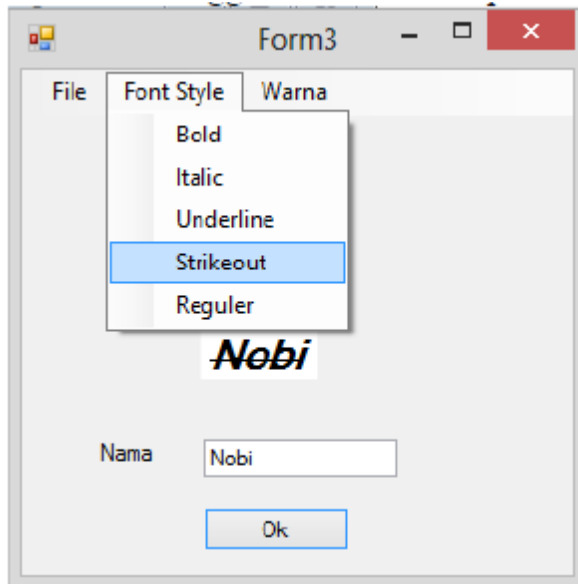 Form3
File Font Style Warna
Bold
Italic
Underline
Strikeout
Reguler
Nobi
Nama Nobi
Ok